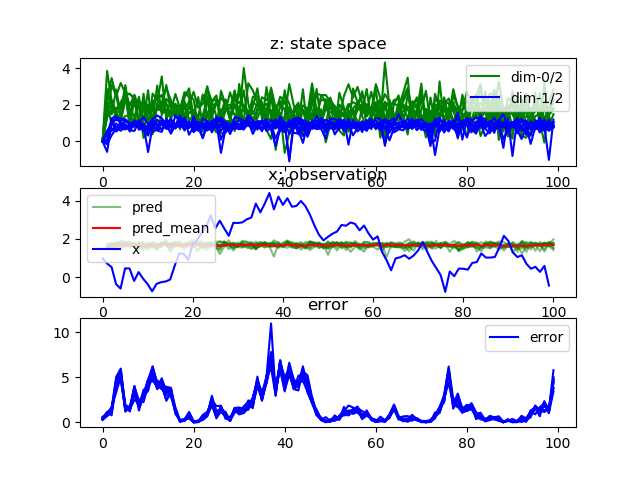 z: state space
4
2
0
dim-0/2
dim-1/2
0 20 40 60 80 100
x: observation
4
2
0
pred
pred_mean
x
0 20 40 60 80 100
error
10
5
0
error
0 20 40 60 80 100